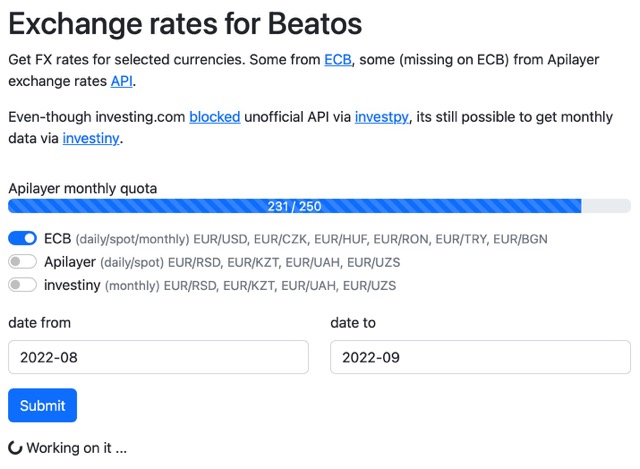 Exchange rates for Beatos
Get FX rates for selected currencies. Some from ECB, some (missing on ECB) from Apilayer
exchange rates API.
Even-though investing.com blocked unofficial API via investpy, its still possible to get monthly
data via investiny.
Apilayer monthly quota
231 / 250
ECB (daily/spot/monthly) EUR/USD, EUR/CZK, EUR/HUF, EUR/RON, EUR/TRY, EUR/BGN
Apilayer (daily/spot) EUR/RSD, EUR/KZT, EUR/UAH, EUR/UZS
investiny (monthly) EUR/RSD, EUR/KZT, EUR/UAH, EUR/UZS
date from date to
2022-08 2022-09
Submit
Working on it ...